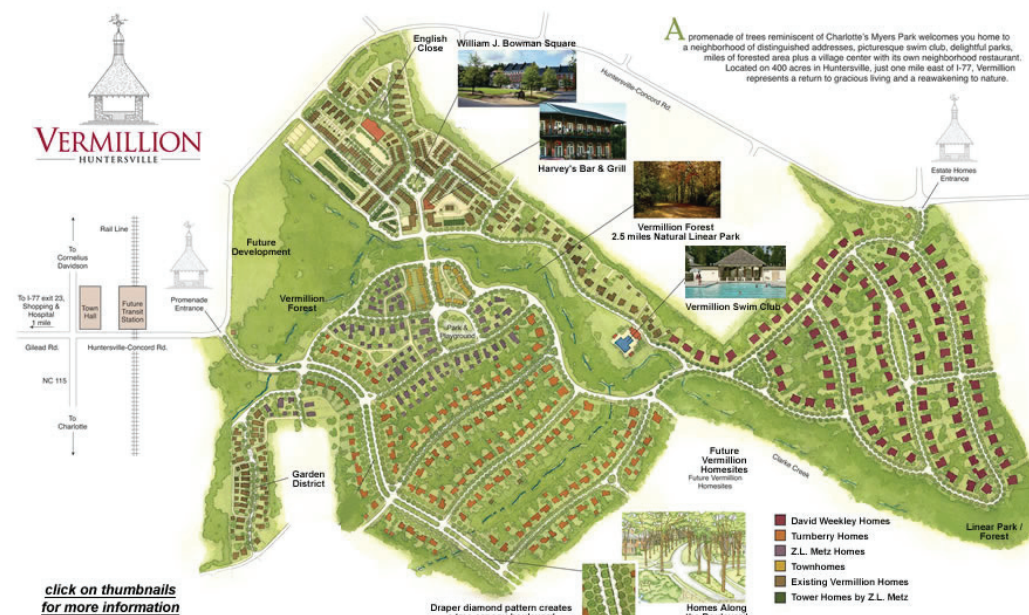 VERMILLION
HUNTERSVILLE
A promenade of trees reminiscent of Charlotte's Myers Park welcomes you home to
a neighborhood of distinguished addresses, picturesque swim club, delightful parks,
miles of forested area plus a village center with its own neighborhood restaurant.
Located on 400 acres in Huntersville, just one mile east of I-77, Vermillion
represents a return to gracious living and a reawakening to nature.
English
Close
William J. Bowman Square
Huntersville-Concord Rd.
Harvey's Bar & Grill
Estate Homes
Entrance
Vermillion Forest
2.5 miles Natural Linear Park
Vermillion Swim Club
To
Cornelius
Davidson
Rail Line
To I-77 exit 23,
Shopping &
Hospital
1 mile
Town
Hall
Future
Transit
Station
Promenade
Entrance
Gilead Rd.
Huntersville-Concord Rd.
NC 115
To
Charlotte
Future
Development
Vermillion
Forest
Park &
Playground
Garden
District
Future
Vermillion
Homesites
Future Vermillion
Homesites
Clarke Creek
Linear Park /
Forest
David Weekley Homes
Turnberry Homes
Z.L. Metz Homes
Townhomes
Existing Vermillion Homes
Tower Homes by Z.L. Metz
click on thumbnails
for more information
Draper diamond pattern creates
Homes Along